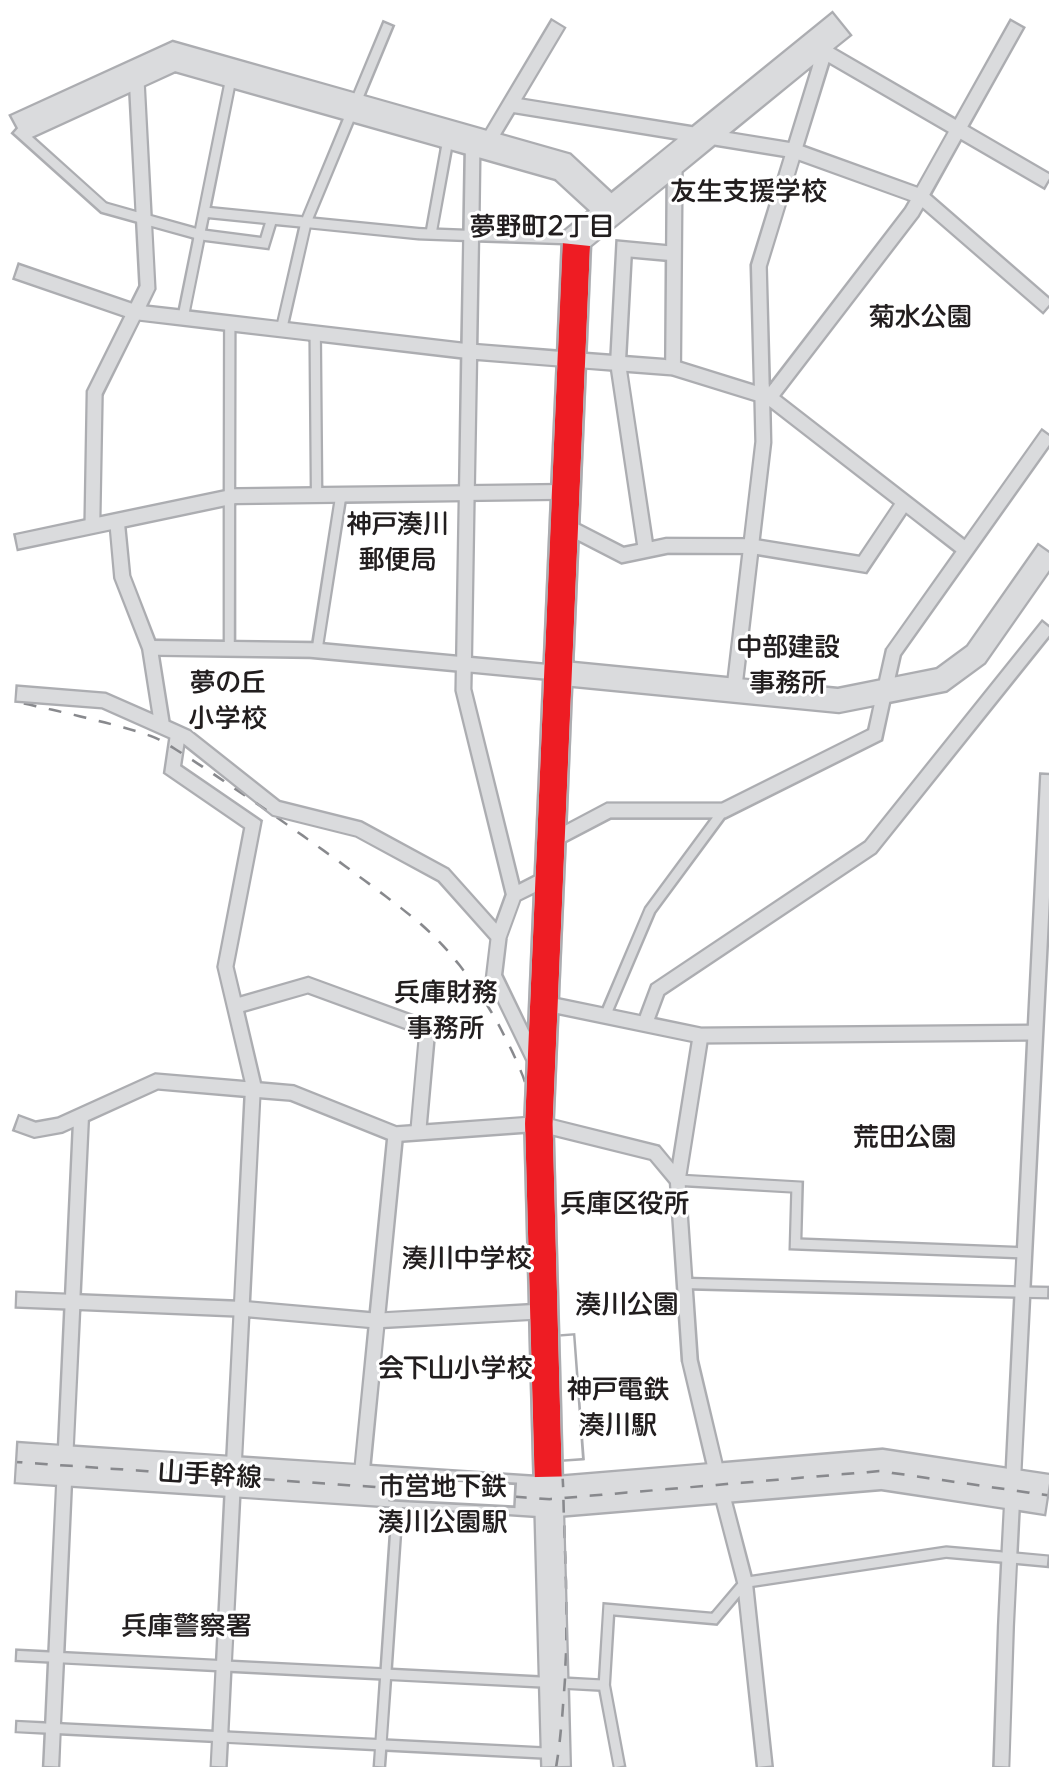 友生支援学校
夢野町2丁目
菊水公園
神戸湊川
郵便局
中部建設
事務所
夢の丘
小学校
兵庫財務
事務所
荒田公園
兵庫区役所
湊川中学校
湊川公園
会下山小学校
神戸電鉄
湊川駅
山手幹線
市営地下鉄
湊川公園駅
兵庫警察署